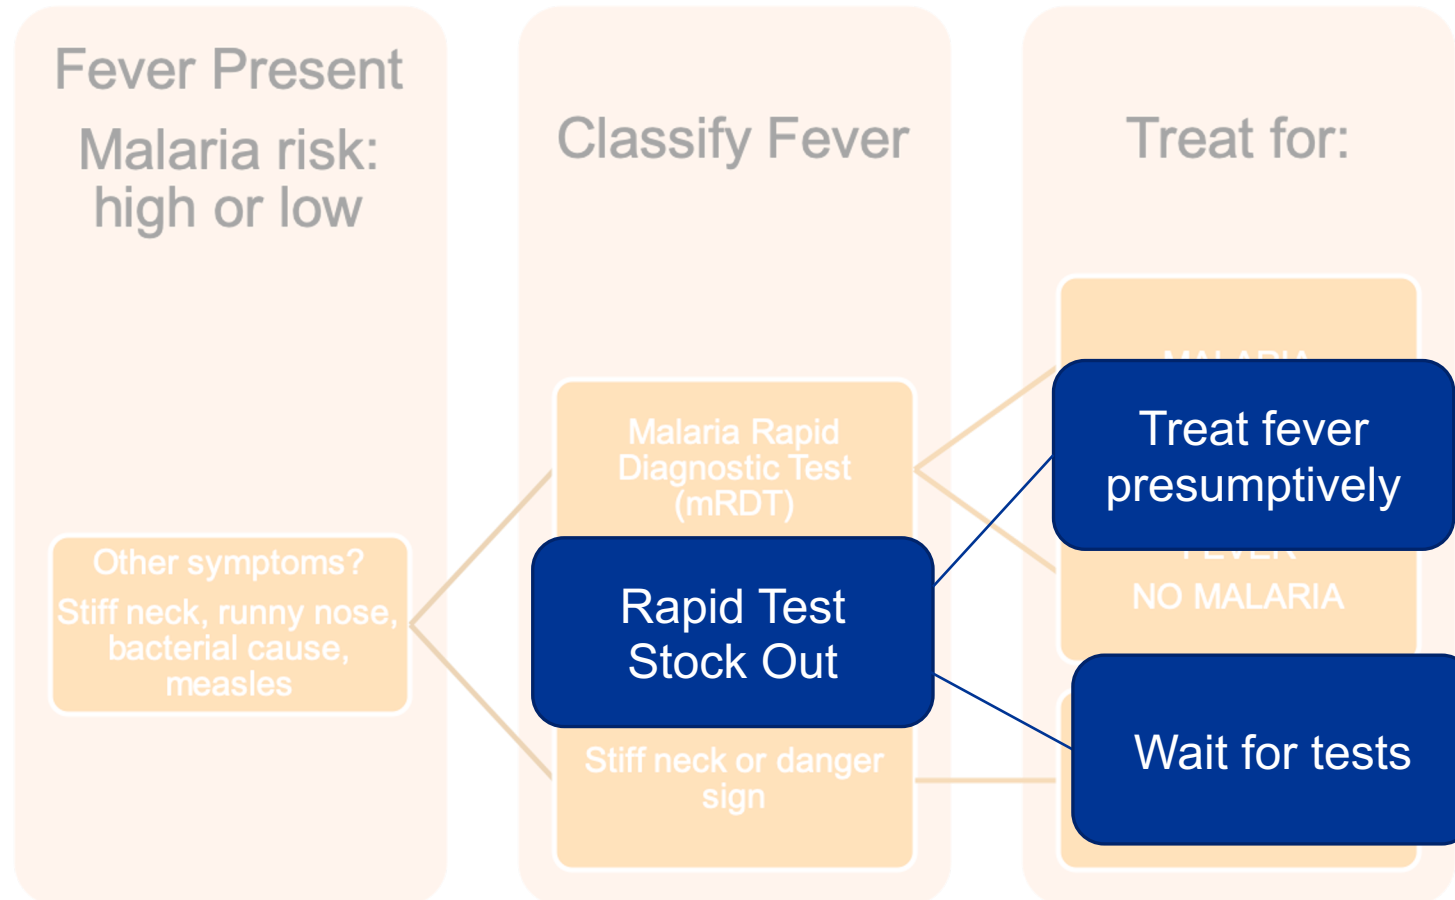 Fever Present
Malaria risk:
high or low
Other symptoms?
Stiff neck, runny nose,
bacterial cause,
measles
Classify Fever
Malaria Rapid
Diagnostic Test
(mRDT)
Rapid Test
Stock Out
Stiff neck or danger
sign
Treat for:
MALARIA
Treat fever
presumptively
FEVER
NO MALARIA
Wait for tests